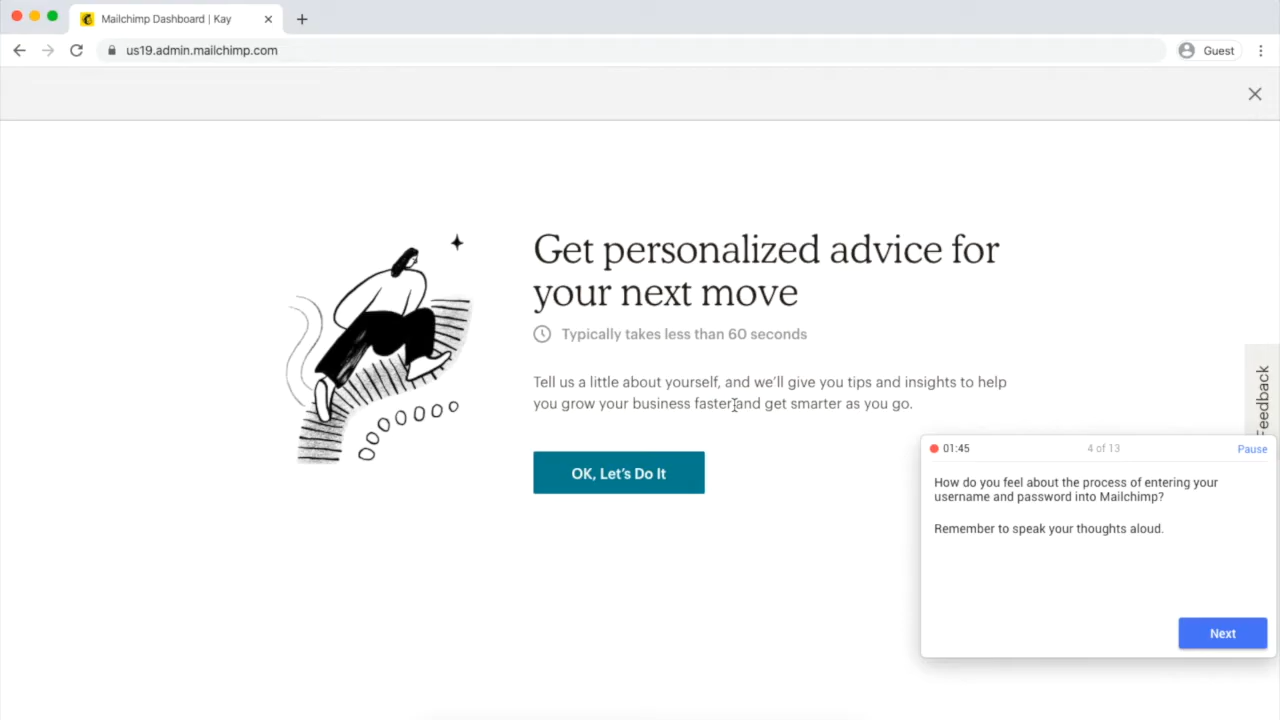 Mailchimp Dashboard | Kay
us19.admin.mailchimp.com
Guest
Get personalized advice for
your next move
Typically takes less than 60 seconds
Tell us a little about yourself, and we'll give you tips and insights to help
you grow your business faster and get smarter as you go.
OK, Let's Do It
Feedback
01:45
4 of 13
Pause
How do you feel about the process of entering your
username and password into Mailchimp?
Remember to speak your thoughts aloud.
Next